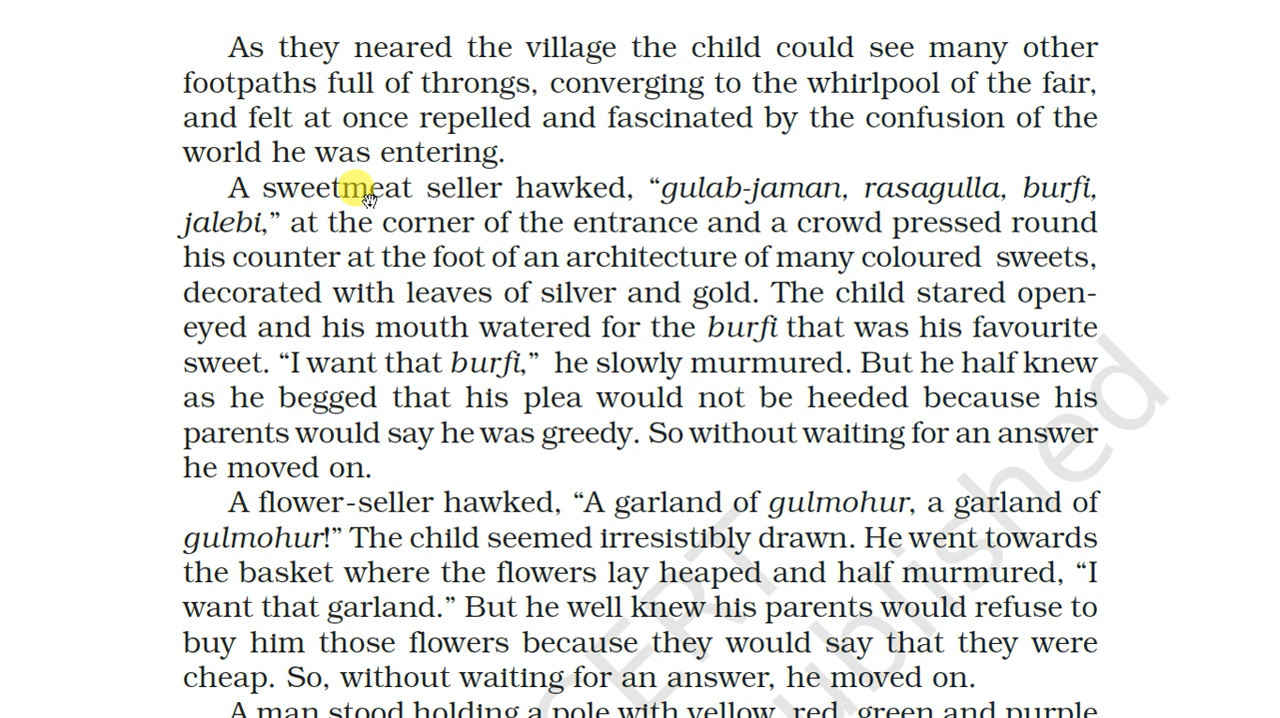 As they neared the village the child could see many other
footpaths full of throngs, converging to the whirlpool of the fair,
and felt at once repelled and fascinated by the confusion of the
world he was entering.
A sweetmeat seller hawked, “gulab-jaman, rasagulla, burfi,
jalebi,” at the corner of the entrance and a crowd pressed round
his counter at the foot of an architecture of many coloured sweets,
decorated with leaves of silver and gold. The child stared open-
eyed and his mouth watered for the burfi that was his favourite
sweet. “I want that burfi,” he slowly murmured. But he half knew
as he begged that his plea would not be heeded because his
parents would say he was greedy. So without waiting for an answer
he moved on.
A flower-seller hawked, “A garland of gulmohur, a garland of
gulmohur!” The child seemed irresistibly drawn. He went towards
the basket where the flowers lay heaped and half murmured, “I
want that garland.” But he well knew his parents would refuse to
buy him those flowers because they would say that they were
cheap. So, without waiting for an answer, he moved on.
A man stood holding a pole with yellow, red, green and purple
CERT
ublished